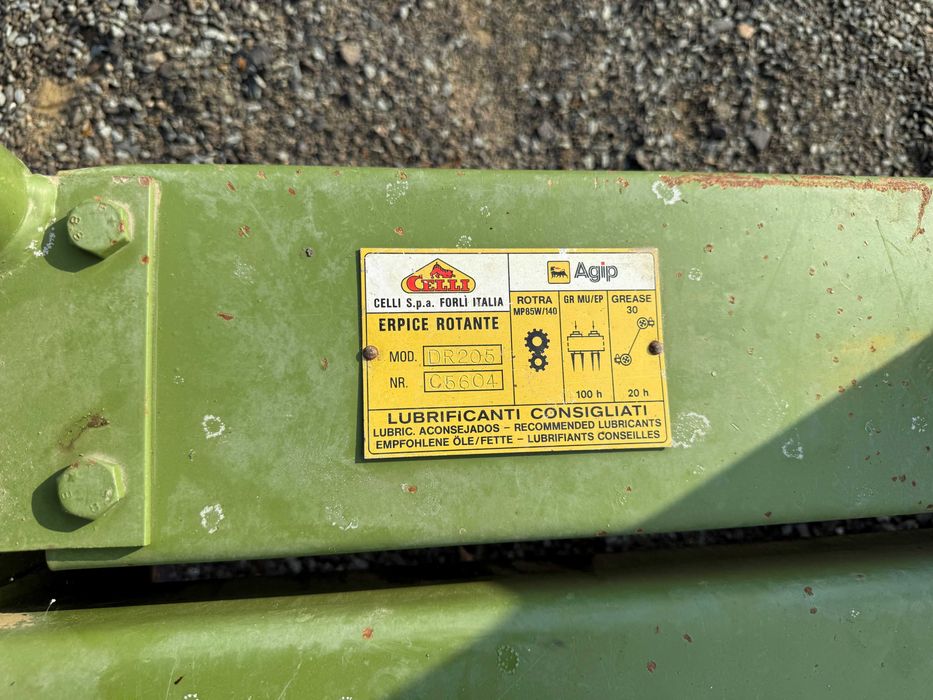 CELLI
CELLI S.p.a. FORLÌ ITALIA
ERPICE ROTANTE
MOD. DR205
NR. C5604
Agip
ROTRA
MP85W/140
GR MU/EP
100 h
GREASE
30
20 h
LUBRIFICANTI CONSIGLIATI
LUBRIC. ACONSEJADOS – RECOMMENDED LUBRICANTS
EMPFOHLENE ÖLE/FETTE – LUBRIFIANTS CONSEILLES